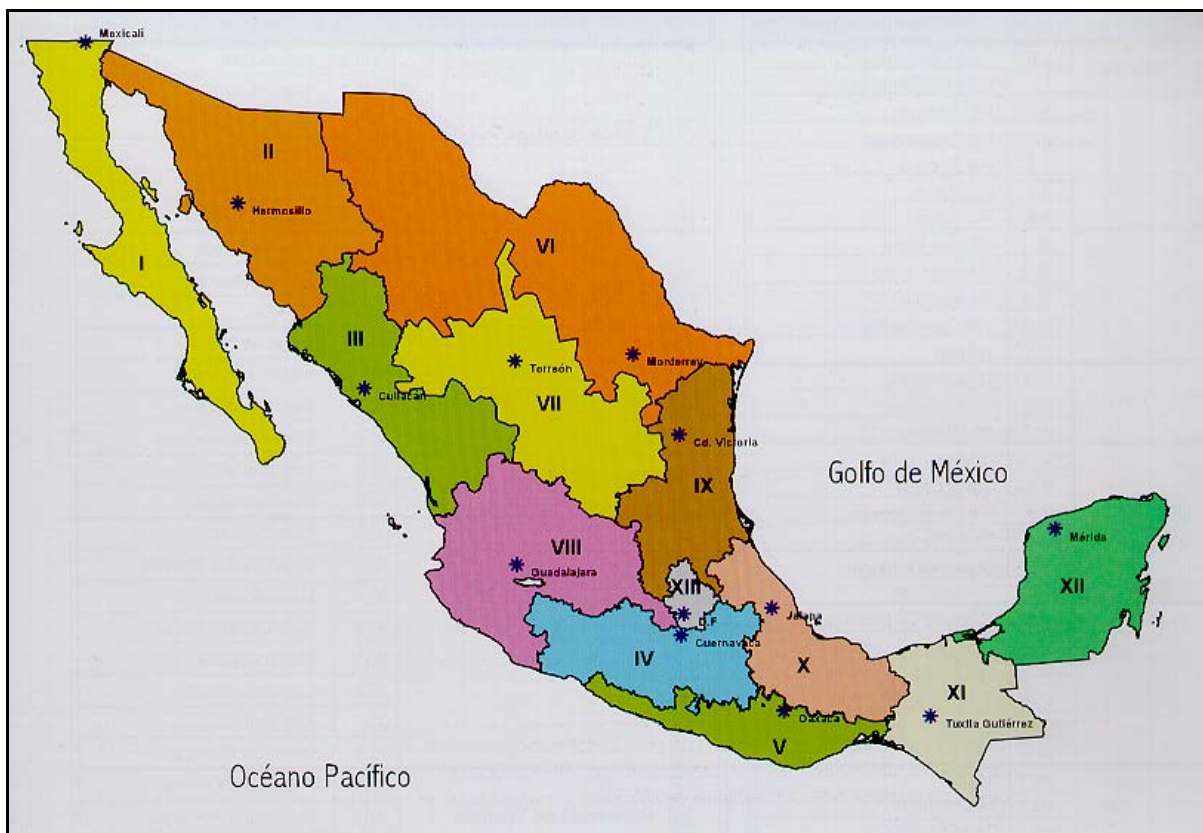 Mexicali
II
Hermosillo
VI
I
III
Monterrey
Torreón
Culiacán
VII
Cd. Victoria
Golfo de México
IX
Mérida
VIII
Guadalajara
XIII
XII
D.F
Jalapa
Cuernavaca
IV
X
XI
Oaxaca
Tuxtla Gutiérrez
V
Océano Pacífico